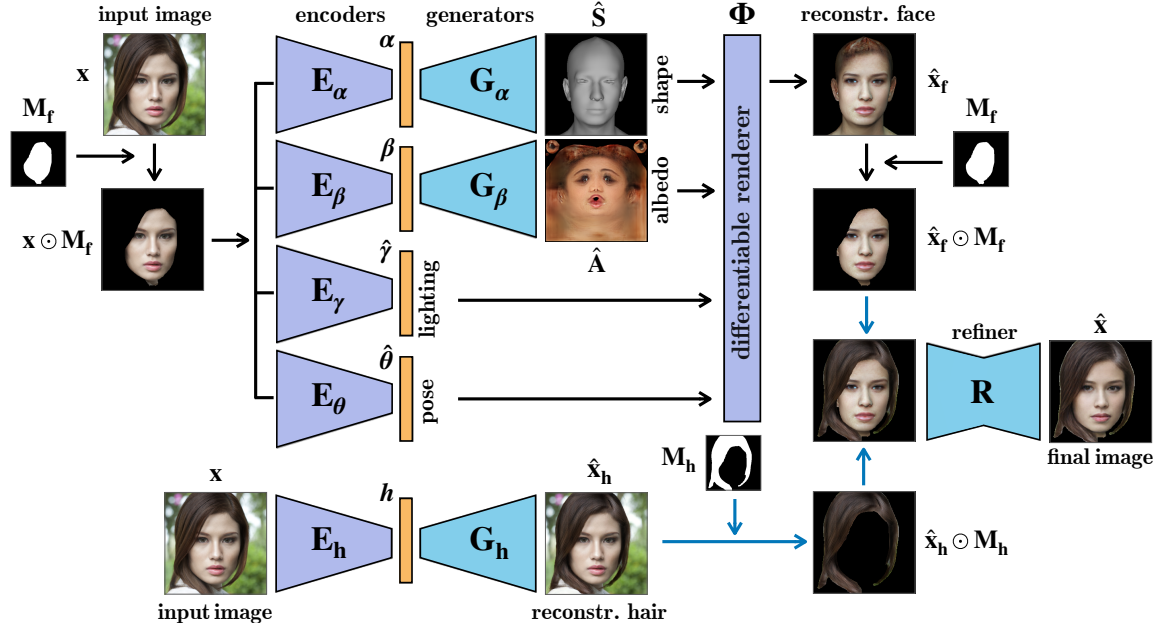 input image
encoders
generators
Ŝ
Φ
reconstr. face
x
α
E_α
G_α
shape
x̂_f
M_f
M_f
β
E_β
G_β
albedo
differentiable renderer
x ⊙ M_f
Â
x̂_f ⊙ M_f
γ̂
E_γ
lighting
θ̂
E_θ
pose
refiner
x̂
R
final image
M_h
x
h
x̂_h
E_h
G_h
x̂_h ⊙ M_h
input image
reconstr. hair